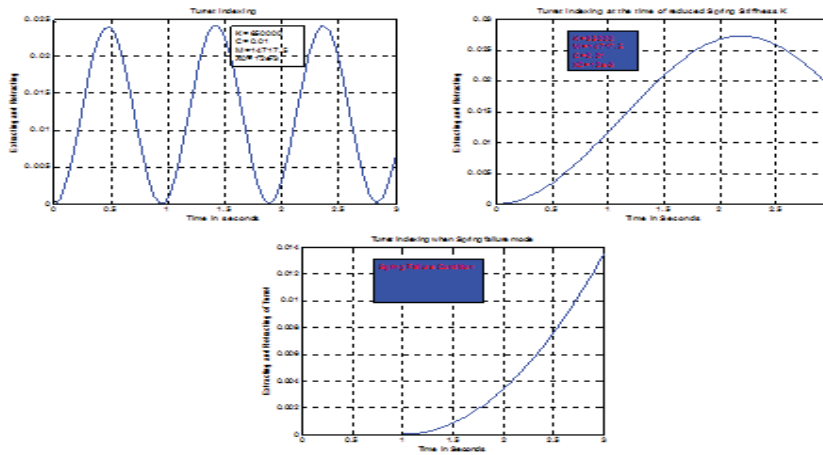 Turret Indexing
0.025
0.02
0.015
0.01
0.005
0
Extracting and Retracting
K = 650000
C = 0.01
0 0.5 1 1.5 2 2.5 3
Time in seconds
Turret Indexing at the time of reduced Spring Stiffness K
0.03
0.025
0.02
0.015
0.01
0.005
0
Extracting and Retracting
0 0.5 1 1.5 2 2.5
Time in Seconds
Turret Indexing when Spring failure mode
0.014
0.012
0.01
0.008
0.006
0.004
0.002
0
Extracting and Retracting of Turret
Spring Failure Condition
0 0.5 1 1.5 2 2.5 3
Time in Seconds